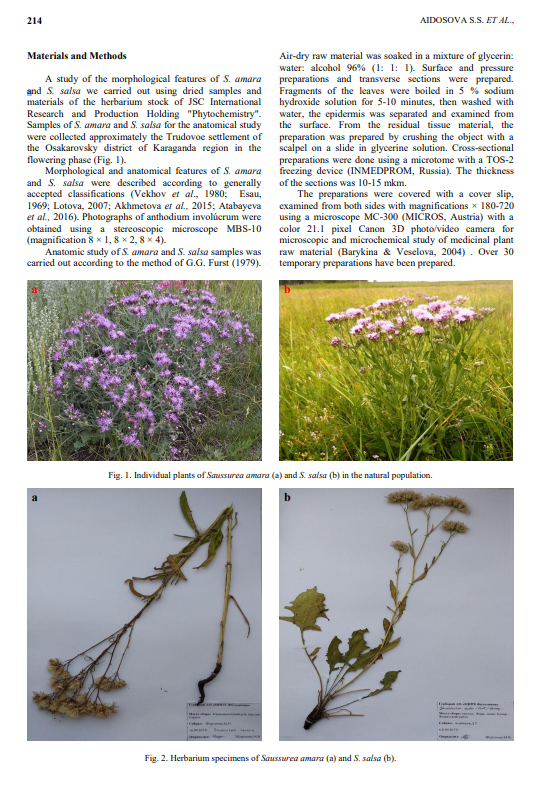 214
AIDOSOVA S.S. ET AL.,
Materials and Methods
A study of the morphological features of S. amara
and S. salsa we carried out using dried samples and
materials of the herbarium stock of JSC International
Research and Production Holding "Phytochemistry".
Samples of S. amara and S. salsa for the anatomical study
were collected approximately the Trudovoe settlement of
the Osakarovsky district of Karaganda region in the
flowering phase (Fig. 1).
Morphological and anatomical features of S. amara
and S. salsa were described according to generally
accepted classifications (Vekhov et al., 1980; Esau,
1969; Lotova, 2007; Akhmetova et al., 2015; Atabayeva
et al., 2016). Photographs of anthodium involúcrum were
obtained using a stereoscopic microscope MBS-10
(magnification 8 × 1, 8 × 2, 8 × 4).
Anatomic study of S. amara and S. salsa samples was
carried out according to the method of G.G. Furst (1979).
Air-dry raw material was soaked in a mixture of glycerin:
water: alcohol 96% (1: 1: 1). Surface and pressure
preparations and transverse sections were prepared.
Fragments of the leaves were boiled in 5 % sodium
hydroxide solution for 5-10 minutes, then washed with
water, the epidermis was separated and examined from
the surface. From the residual tissue material, the
preparation was prepared by crushing the object with a
scalpel on a slide in glycerine solution. Cross-sectional
preparations were done using a microtome with a TOS-2
freezing device (INMEDPROM, Russia). The thickness
of the sections was 10-15 mkm.
The preparations were covered with a cover slip,
examined from both sides with magnifications × 180-720
using a microscope MC-300 (MICROS, Austria) with a
color 21.1 pixel Canon 3D photo/video camera for
microscopic and microchemical study of medicinal plant
raw material (Barykina & Veselova, 2004) . Over 30
temporary preparations have been prepared.
a
b
Fig. 1. Individual plants of Saussurea amara (a) and S. salsa (b) in the natural population.
a
b
Fig. 2. Herbarium specimens of Saussurea amara (a) and S. salsa (b).